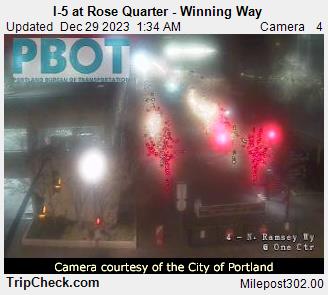 I-5 at Rose Quarter - Winning Way
Updated Dec 29 2023 1:34 AM Camera 4
PBOT
PORTLAND BUREAU OF TRANSPORTATION
4 - N. Ramsey Wy
@ One Ctr
Camera courtesy of the City of Portland
TripCheck.com Milepost302.00